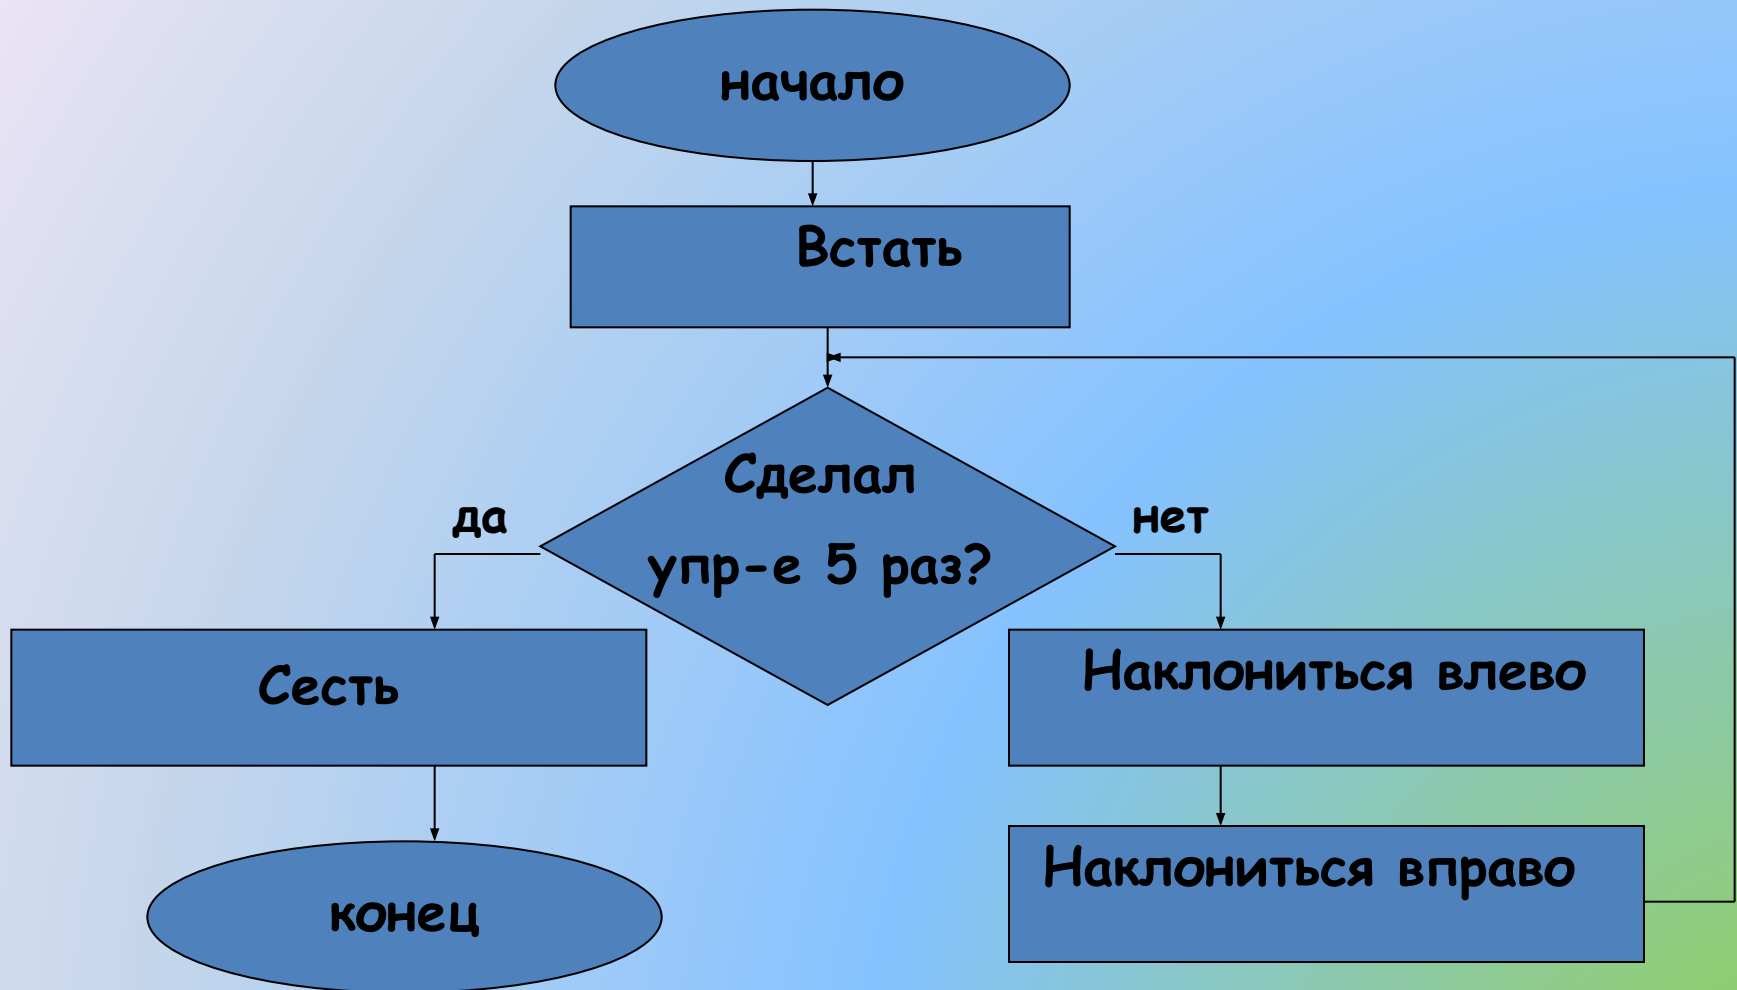 начало
Встать
Сделал
упр-е 5 раз?
да
нет
Сесть
Наклониться влево
Наклониться вправо
конец